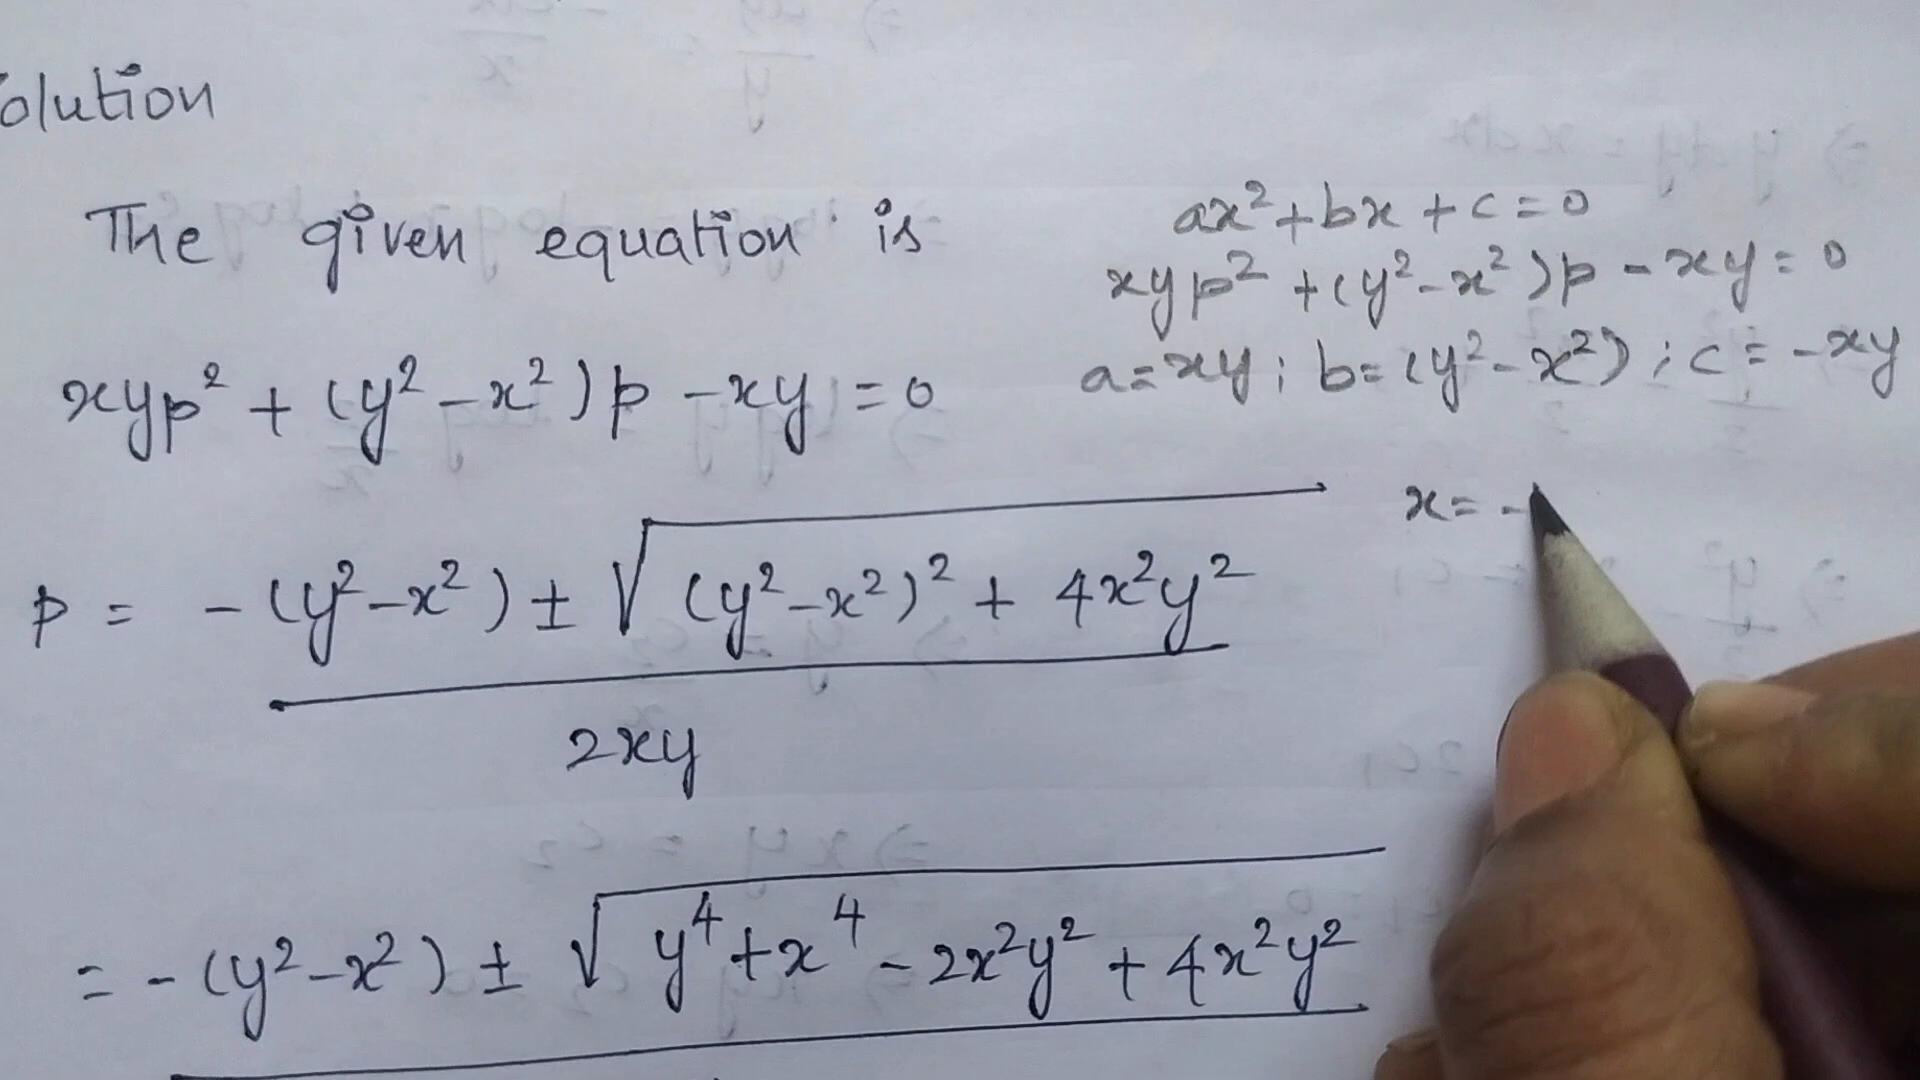 olution
The given equation is
xyp² + (y² - x²)p - xy = 0
p = -(y² - x²) ± √(y² - x²)² + 4x²y²
2xy
= -(y² - x²) ± √y⁴ + x⁴ - 2x²y² + 4x²y²
ax² + bx + c = 0
xyp² + (y² - x²)p - xy = 0
a = xy ; b = (y² - x²) ; c = -xy
x = -